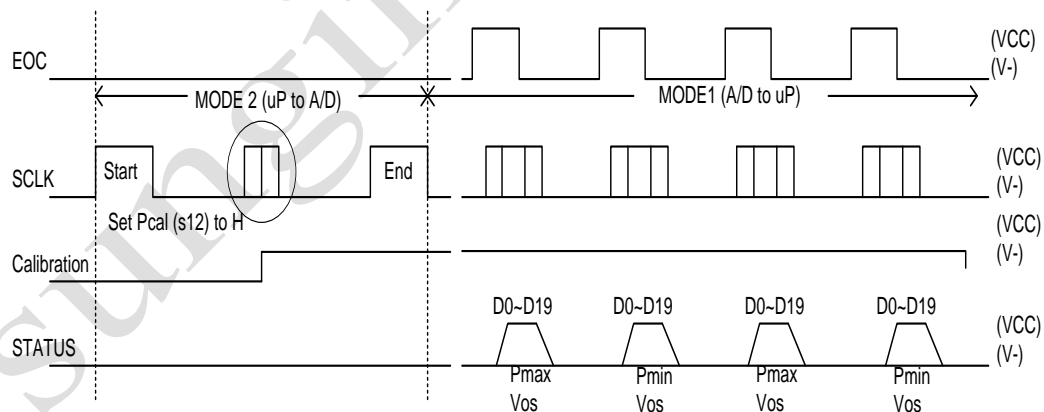 EOC
(VCC)
(V-)
MODE 2 (uP to A/D)
MODE1 (A/D to uP)
SCLK
Start
End
(VCC)
(V-)
Set Pcal (s12) to H
Calibration
(VCC)
(V-)
D0~D19
D0~D19
D0~D19
D0~D19
STATUS
(VCC)
(V-)
Pmax
Pmin
Pmax
Pmin
Vos
Vos
Vos
Vos
sungin